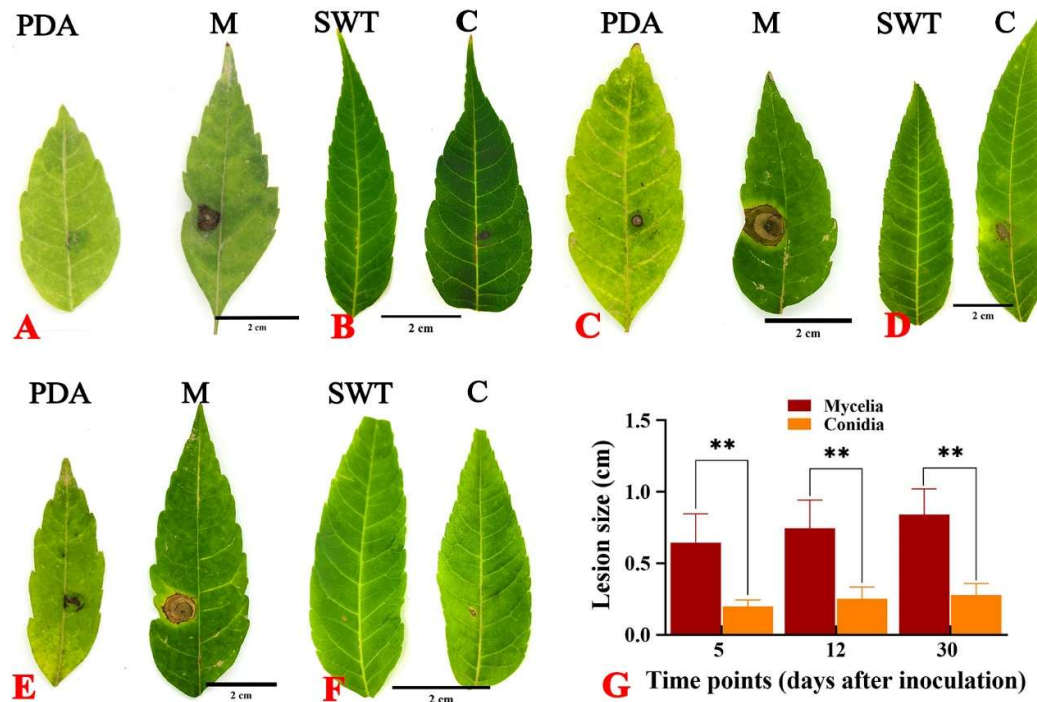 PDA M SWT C PDA M SWT C
2 cm 2 cm 2 cm 2 cm
A B C D
PDA M SWT C
2 cm 2 cm
E F
Mycelia
Conidia
1.5
1.0
0.5
0.0
Lesion size (cm)
** ** **
5 12 30
G Time points (days after inoculation)